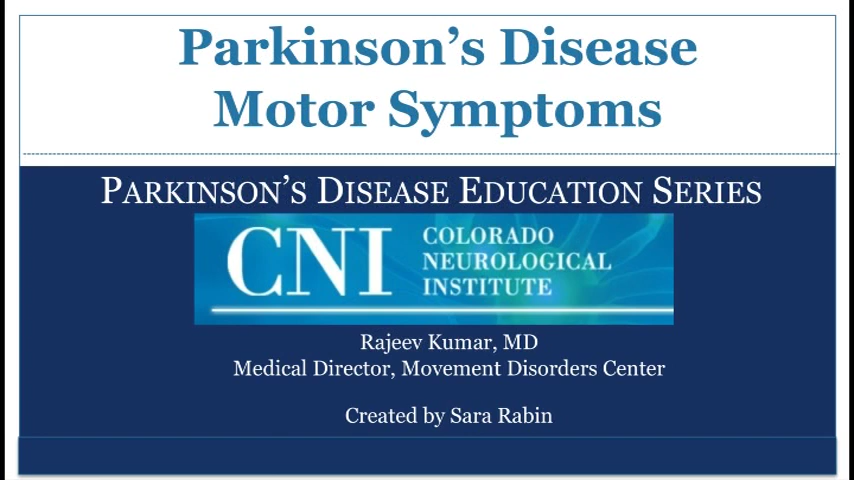 Parkinson's Disease
Motor Symptoms
PARKINSON'S DISEASE EDUCATION SERIES
CNI
COLORADO
NEUROLOGICAL
INSTITUTE
Rajeev Kumar, MD
Medical Director, Movement Disorders Center
Created by Sara Rabin